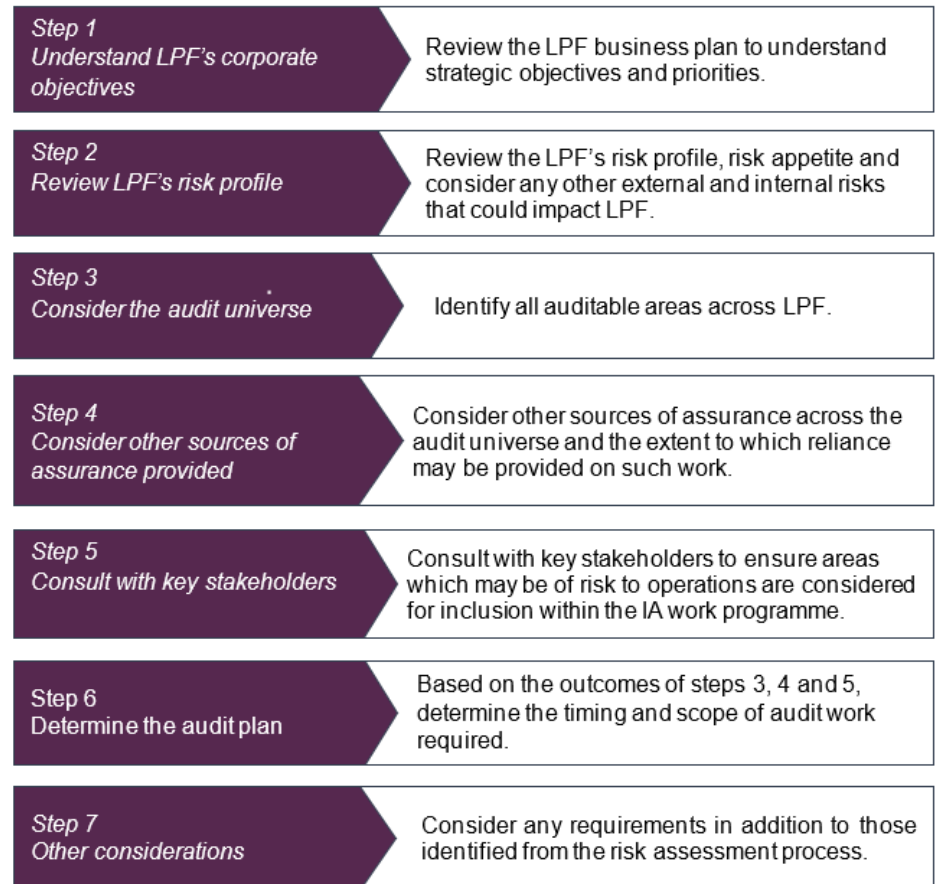 Step 1
Understand LPF's corporate
objectives
Review the LPF business plan to understand
strategic objectives and priorities.
Step 2
Review LPF's risk profile
Review the LPF's risk profile, risk appetite and
consider any other external and internal risks
that could impact LPF.
Step 3
Consider the audit universe
Identify all auditable areas across LPF.
Step 4
Consider other sources of
assurance provided
Consider other sources of assurance across the
audit universe and the extent to which reliance
may be provided on such work.
Step 5
Consult with key stakeholders
Consult with key stakeholders to ensure areas
which may be of risk to operations are considered
for inclusion within the IA work programme.
Step 6
Determine the audit plan
Based on the outcomes of steps 3, 4 and 5,
determine the timing and scope of audit work
required.
Step 7
Other considerations
Consider any requirements in addition to those
identified from the risk assessment process.